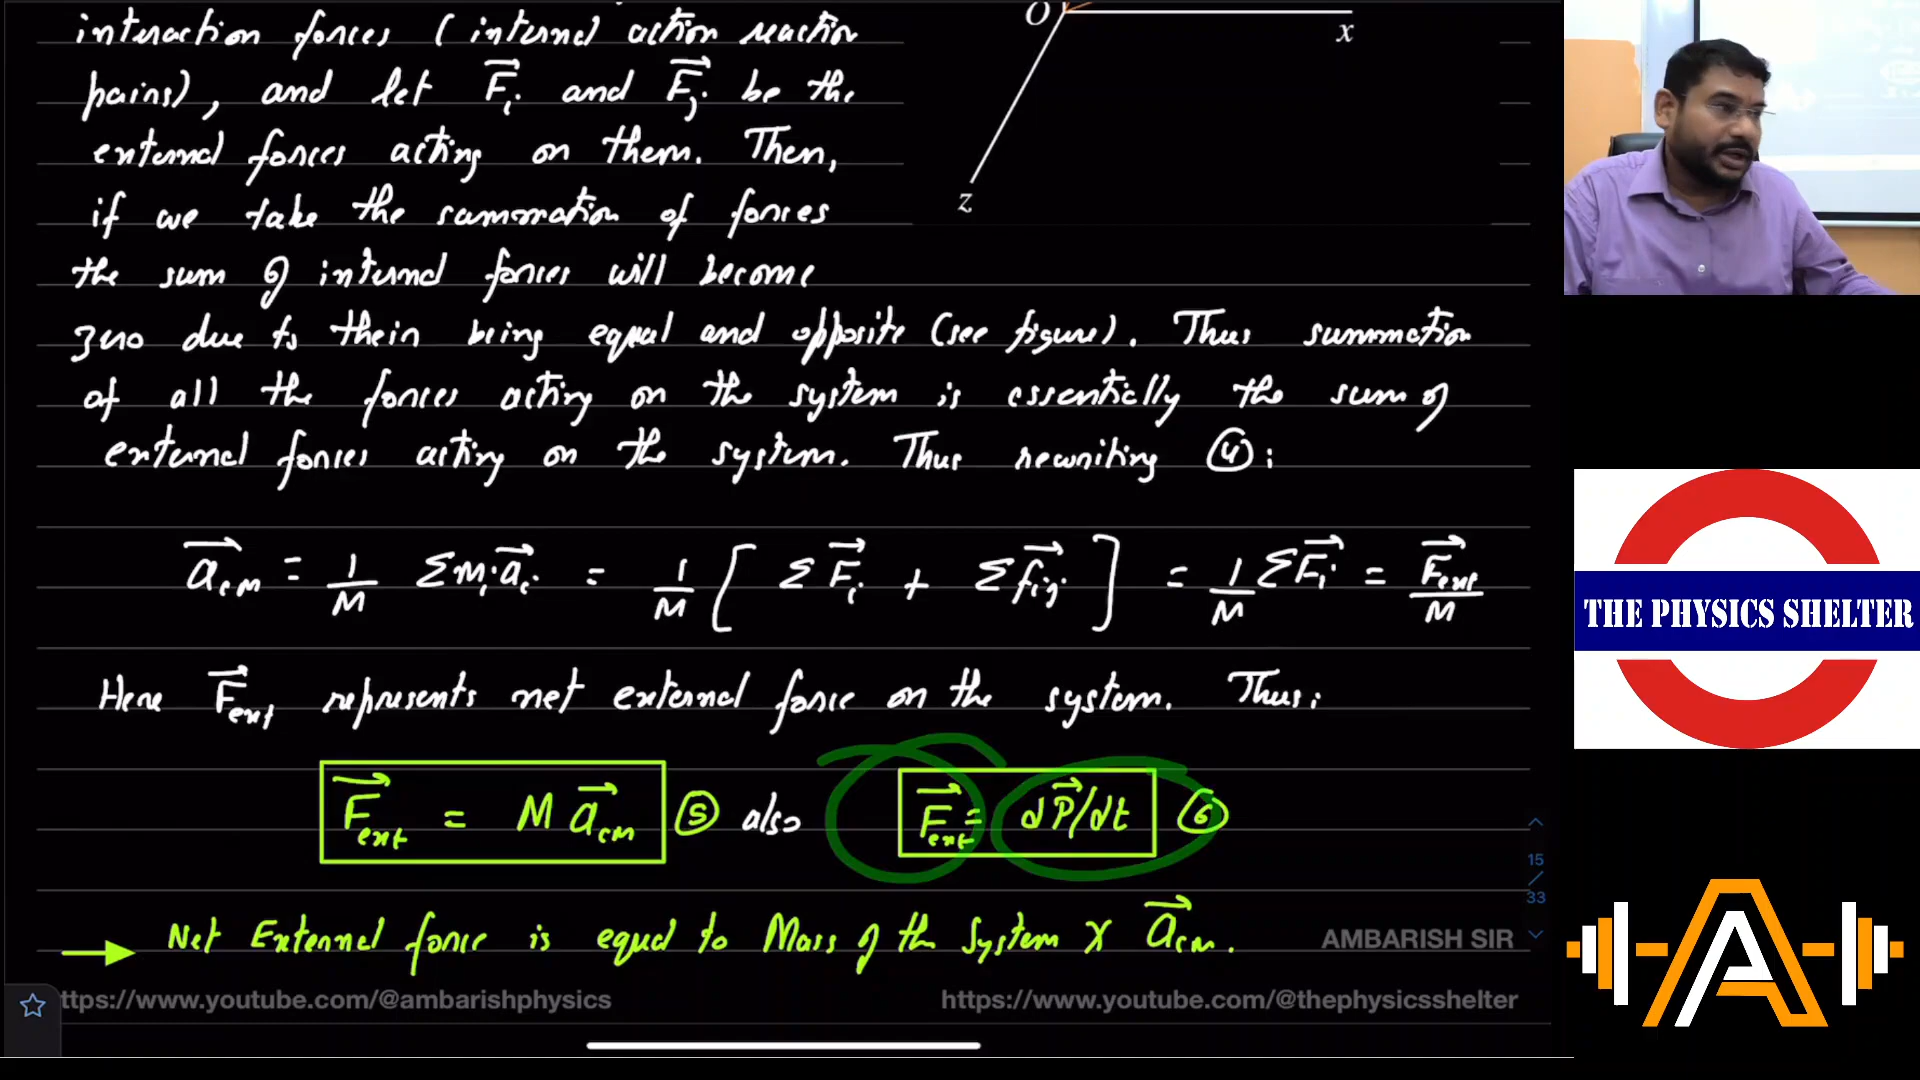 interaction forces (internal action reaction
pairs), and let F⃗ᵢ and F⃗ⱼ be the
external forces acting on them. Then,
if we take the summation of forces
the sum of internal forces will become
zero due to their being equal and opposite (see figure). Thus summation
of all the forces acting on the system is essentially the sum of
external forces acting on the system. Thus rewriting ④:
a⃗cm = 1/M Σmᵢa⃗ᵢ = 1/M [ΣF⃗ᵢ + Σf⃗ᵢⱼ] = 1/M ΣF⃗ᵢ = F⃗ext/M
Here F⃗ext represents net external force on the system. Thus:
F⃗ext = M a⃗cm ⑤ also F⃗ext = dP⃗/dt ⑥
→ Net External force is equal to Mass of the System X a⃗cm.
O
x
z
15
/
33
AMBARISH SIR
ttps://www.youtube.com/@ambarishphysics
https://www.youtube.com/@thephysicsshelter
THE PHYSICS SHELTER
A